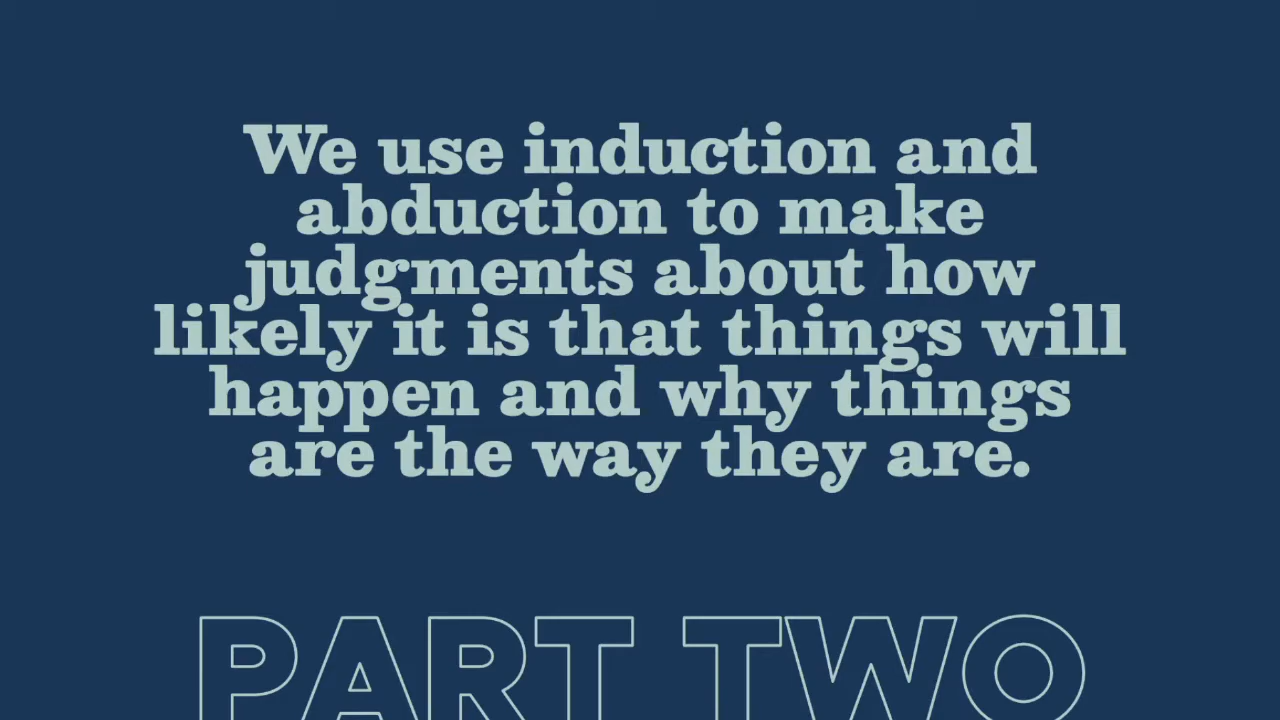 We use induction and
abduction to make
judgments about how
likely it is that things will
happen and why things
are the way they are.
PART TWO